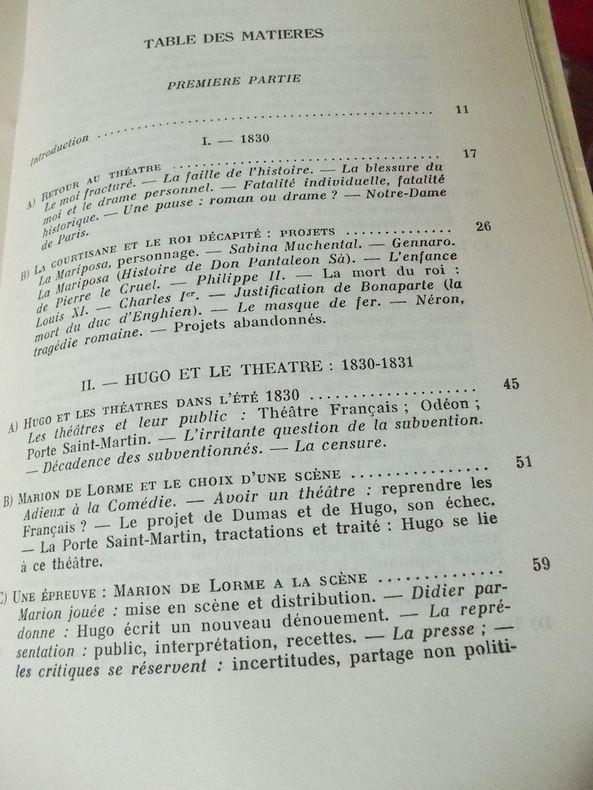 TABLE DES MATIERES
PREMIERE PARTIE
Introduction .......... 11
I. — 1830
A) RETOUR AU THÉATRE .......... 17
Le moi fracturé. — La faille de l'histoire. — La blessure du
moi et le drame personnel. — Fatalité individuelle, fatalité
historique. — Une pause : roman ou drame ? — Notre-Dame
de Paris.
B) LA COURTISANE ET LE ROI DÉCAPITÉ : PROJETS .......... 26
La Mariposa, personnage. — Sabina Muchental. — Gennaro.
La Mariposa (Histoire de Don Pantaleon Sà). — L'enfance
de Pierre le Cruel. — Philippe II. — La mort du roi :
Louis XI. — Charles Ier. — Justification de Bonaparte (la
mort du duc d'Enghien). — Le masque de fer. — Néron,
tragédie romaine. — Projets abandonnés.
II. — HUGO ET LE THEATRE : 1830-1831
A) HUGO ET LES THÉATRES DANS L'ÉTÉ 1830 .......... 45
Les théâtres et leur public : Théâtre Français ; Odéon ;
Porte Saint-Martin. — L'irritante question de la subvention.
— Décadence des subventionnés. — La censure.
B) MARION DE LORME ET LE CHOIX D'UNE SCÈNE .......... 51
Adieux à la Comédie. — Avoir un théâtre : reprendre les
Français ? — Le projet de Dumas et de Hugo, son échec.
— La Porte Saint-Martin, tractations et traité : Hugo se lie
à ce théâtre.
C) UNE ÉPREUVE : MARION DE LORME A LA SCÈNE .......... 59
Marion jouée : mise en scène et distribution. — Didier par-
donne : Hugo écrit un nouveau dénouement. — La repré-
sentation : public, interprétation, recettes. — La presse ; —
les critiques se réservent : incertitudes, partage non politi-